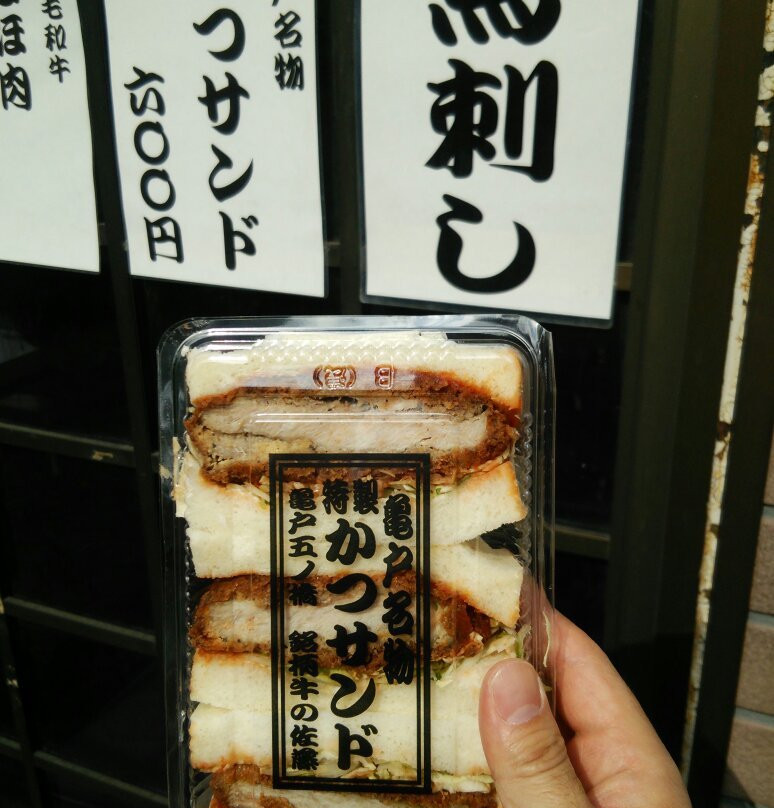 馬刺し
戸名物
つサンド
六〇〇円
毛和牛
ほ肉
亀戸名物
特製
かつサンド
亀戸五ノ橋 銘柄牛の佐藤